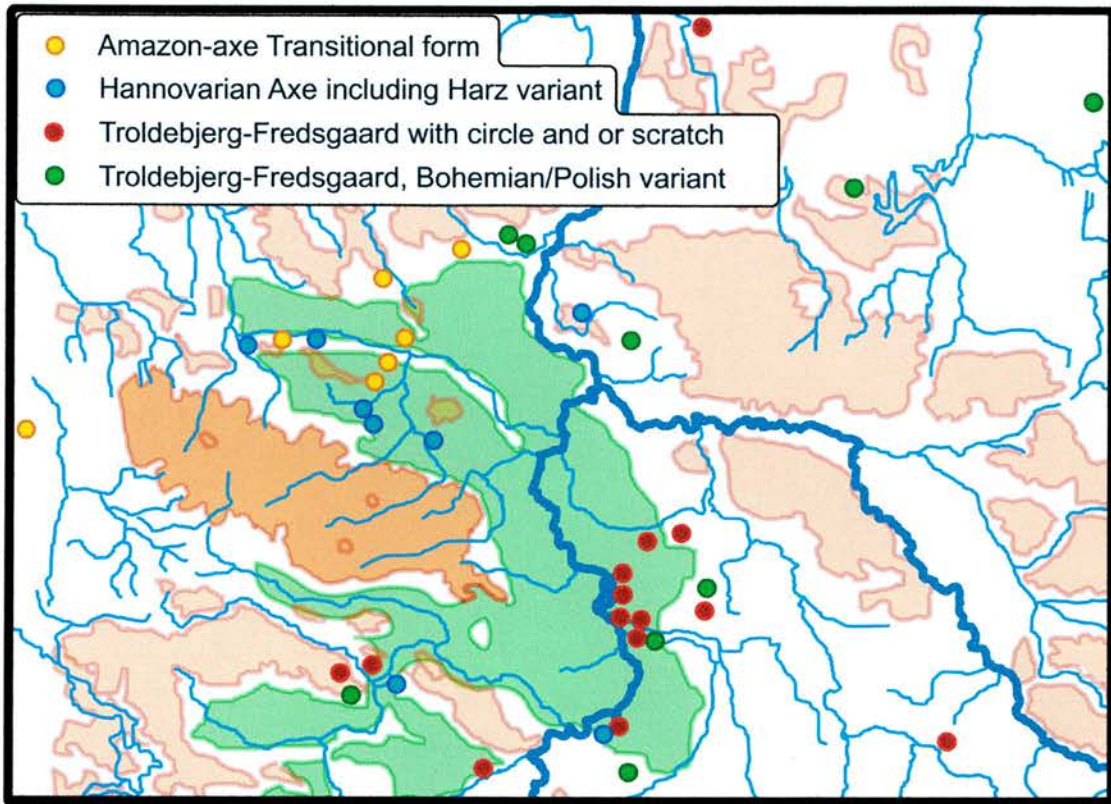 Amazon-axe Transitional form
Hannovarian Axe including Harz variant
Troldebjerg-Fredsgaard with circle and or scratch
Troldebjerg-Fredsgaard, Bohemian/Polish variant